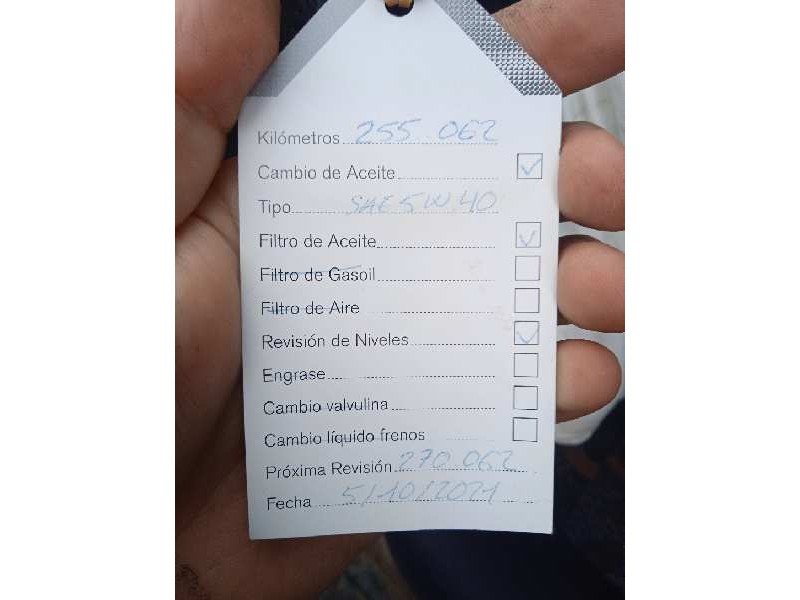 Kilómetros 255.062
Cambio de Aceite ✓
Tipo SAE 5W40
Filtro de Aceite ✓
Filtro de Gasoil
Filtro de Aire
Revisión de Niveles ✓
Engrase
Cambio valvulina
Cambio líquido frenos
Próxima Revisión 270.062
Fecha 5/10/2021